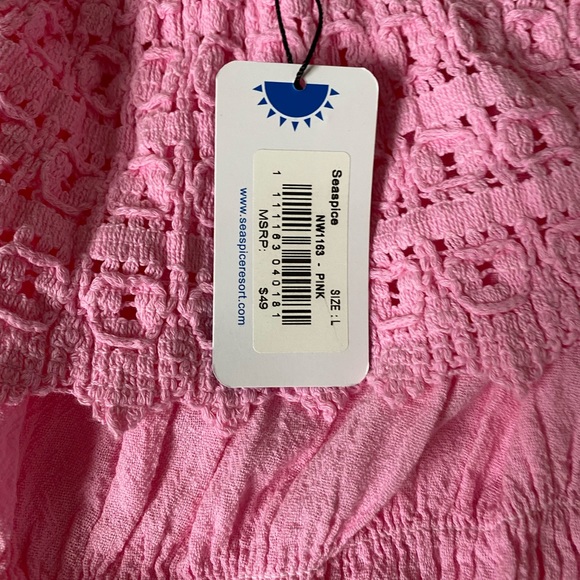 Seaspice
NW1163 - PINK SIZE : L
1 111163 040181
MSRP: $49
www.seaspiceresort.com